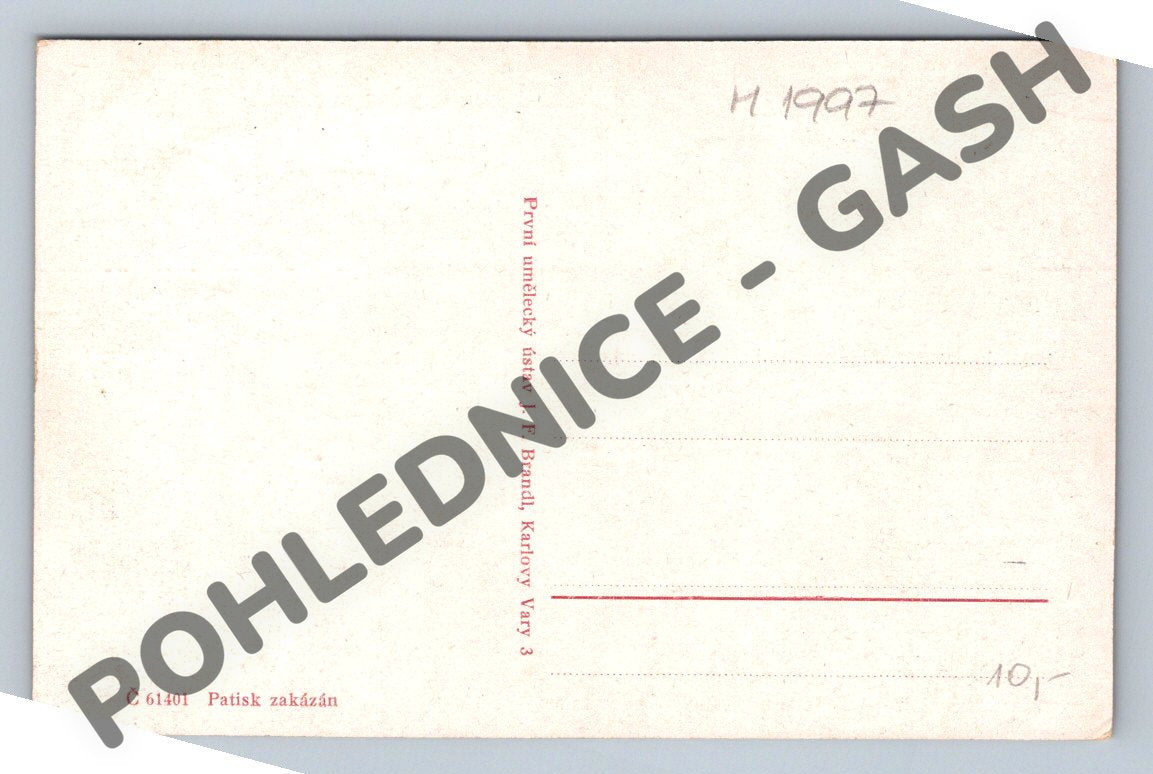 H 1997
POHLEDNICE - GASH
První umělecký ústav J. F. Brandl, Karlovy Vary 3
10,-
Č 61401 Patisk zakázán